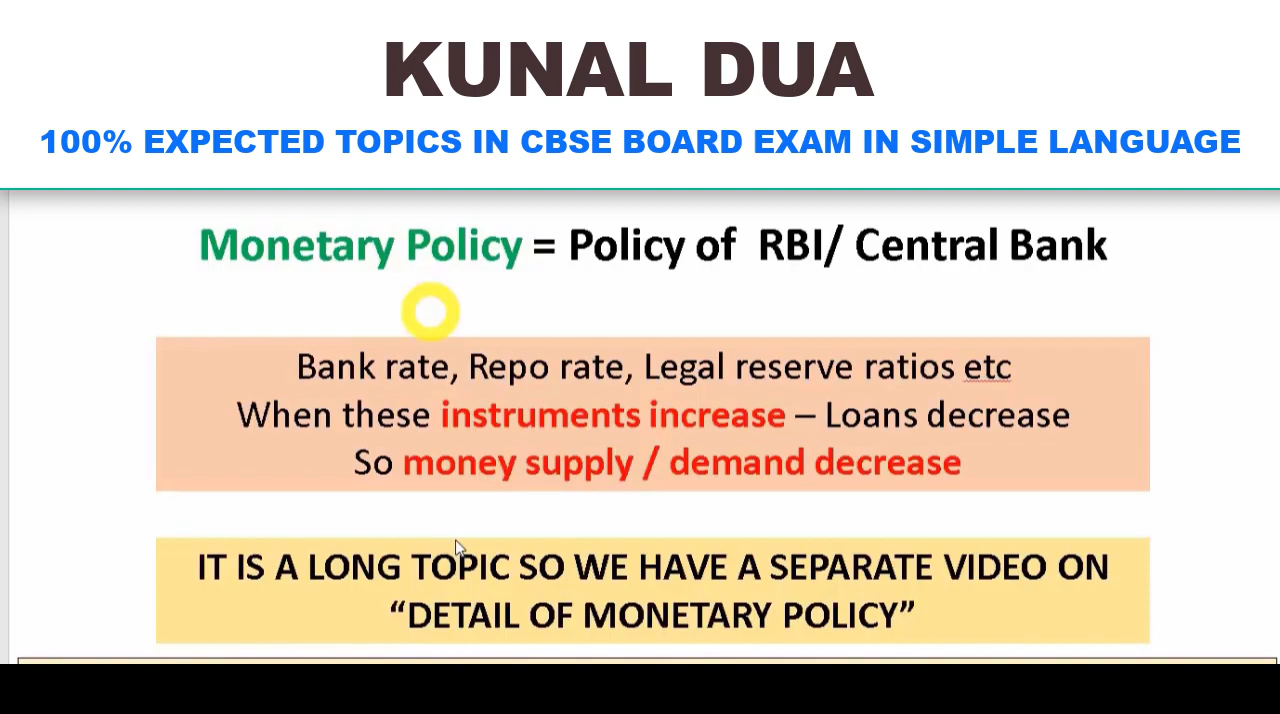 KUNAL DUA
100% EXPECTED TOPICS IN CBSE BOARD EXAM IN SIMPLE LANGUAGE
Monetary Policy = Policy of RBI/ Central Bank
Bank rate, Repo rate, Legal reserve ratios etc
When these instruments increase – Loans decrease
So money supply / demand decrease
IT IS A LONG TOPIC SO WE HAVE A SEPARATE VIDEO ON
“DETAIL OF MONETARY POLICY”